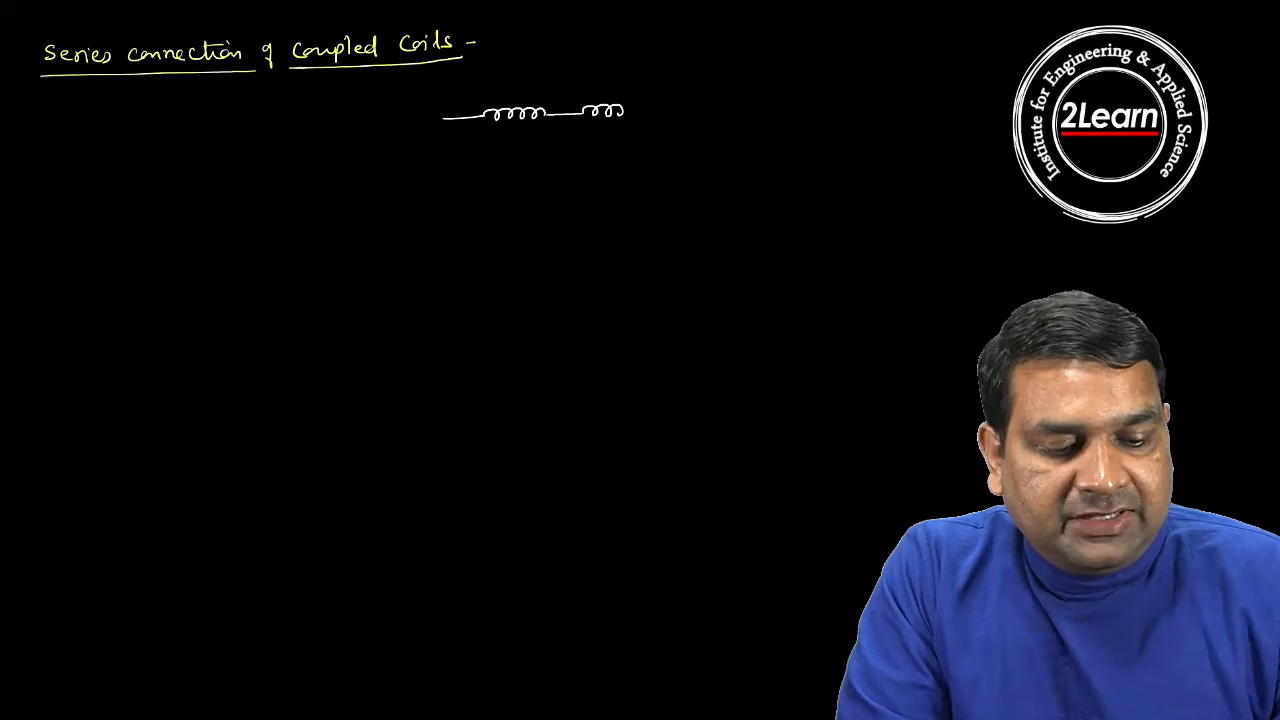 Series connection of Coupled Coils -
Institute for Engineering & Applied Science
2Learn